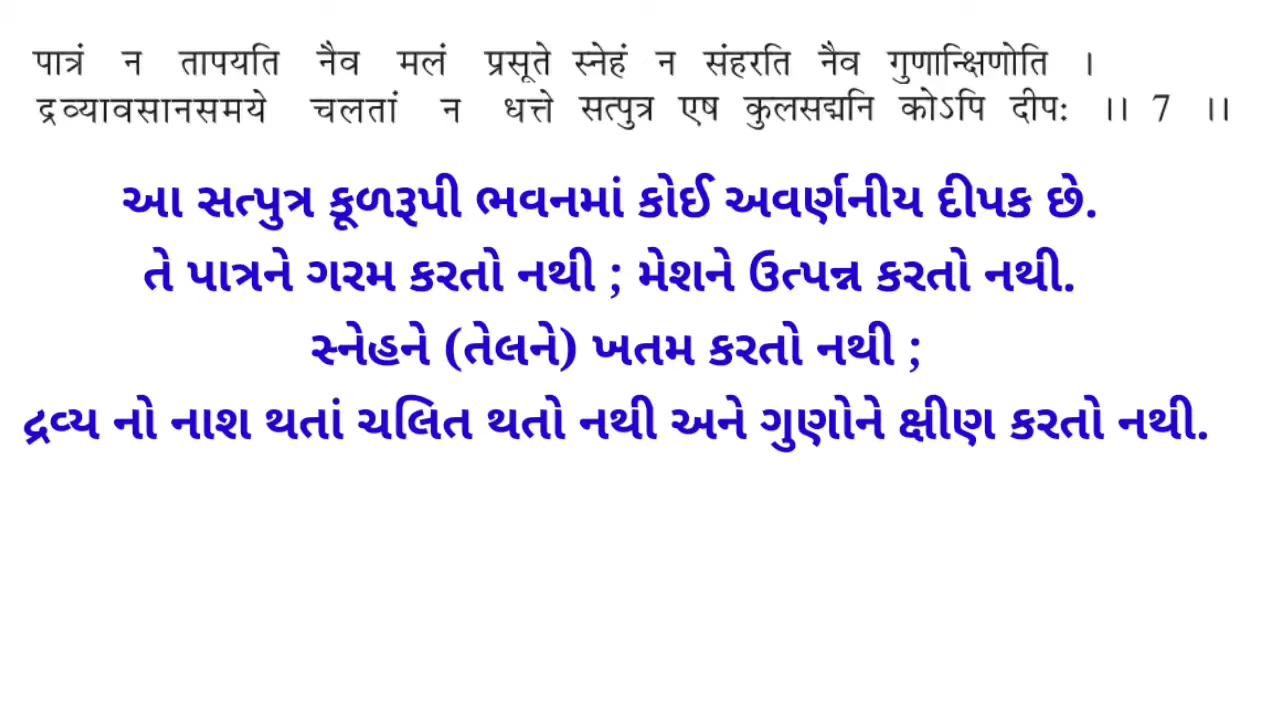 पात्रं न तापयति नैव मलं प्रसूते स्नेहं न संहरति नैव गुणान्क्षिणोति ।
द्रव्यावसानसमये चलतां न धत्ते सत्पुत्र एष कुलसद्मनि कोऽपि दीपः ।। 7 ।।
આ સત્પુત્ર કૂળરૂપી ભવનમાં કોઈ અવર્ણનીય દીપક છે.
તે પાત્રને ગરમ કરતો નથી ; મેશને ઉત્પન્ન કરતો નથી.
સ્નેહને (તેલને) ખતમ કરતો નથી ;
દ્રવ્ય નો નાશ થતાં ચલિત થતો નથી અને ગુણોને ક્ષીણ કરતો નથી.